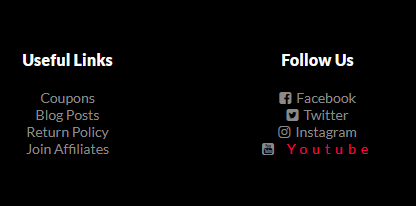 Useful Links
Coupons
Blog Posts
Return Policy
Join Affiliates
Follow Us
Facebook
Twitter
Instagram
Youtube